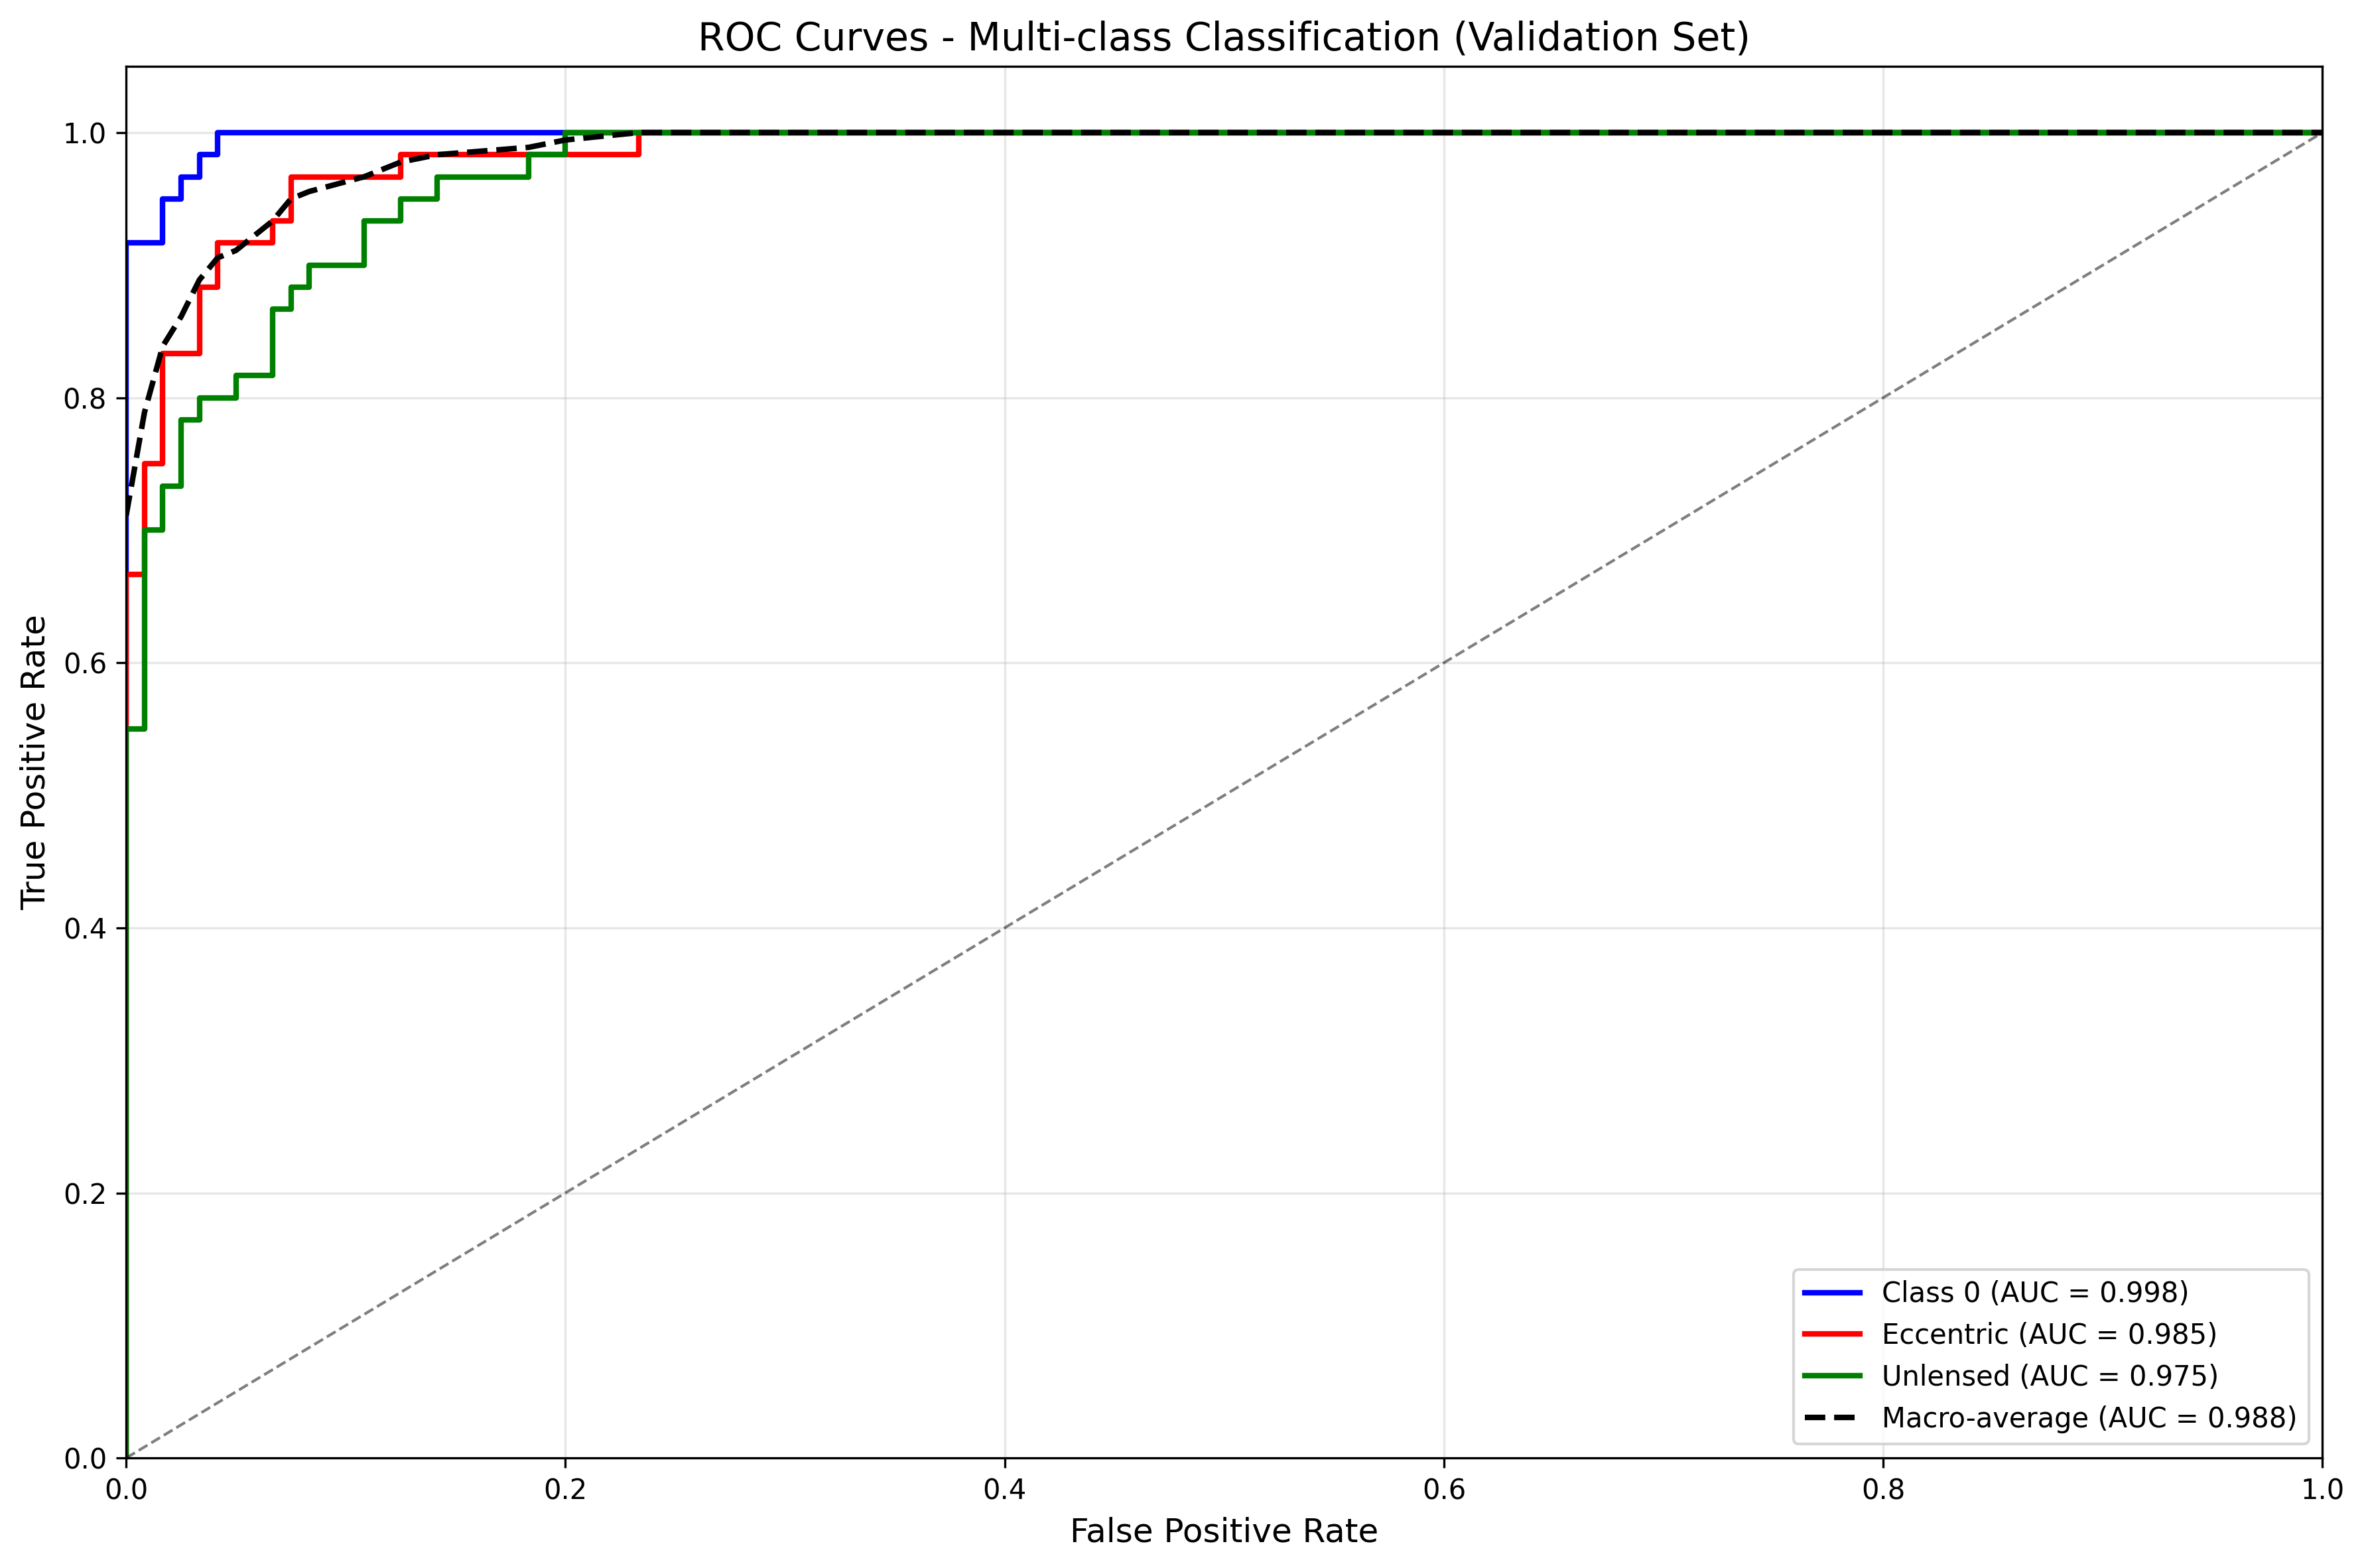 ROC Curves - Multi-class Classification (Validation Set)
True Positive Rate
1.0
0.8
0.6
0.4
0.2
0.0
0.0 0.2 0.4 0.6 0.8 1.0
False Positive Rate
Class 0 (AUC = 0.998)
Eccentric (AUC = 0.985)
Unlensed (AUC = 0.975)
Macro-average (AUC = 0.988)